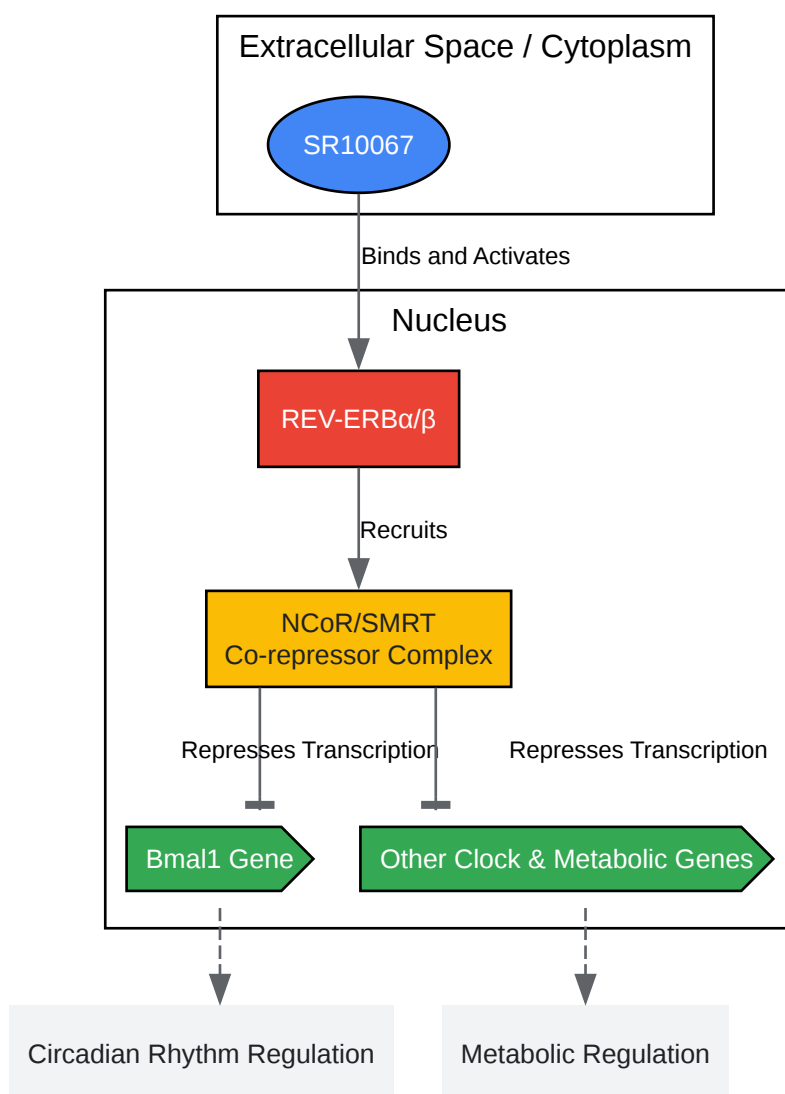 Extracellular Space / Cytoplasm
SR10067
Binds and Activates
Nucleus
REV-ERBα/β
Recruits
NCoR/SMRT
Co-repressor Complex
Represses Transcription
Represses Transcription
Bmal1 Gene
Other Clock & Metabolic Genes
Circadian Rhythm Regulation
Metabolic Regulation